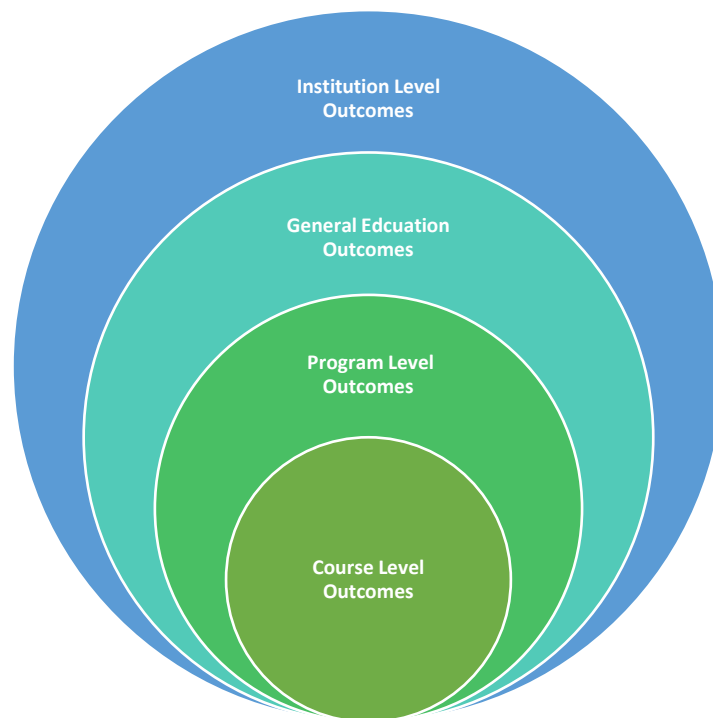 Institution Level
Outcomes
General Edcuation
Outcomes
Program Level
Outcomes
Course Level
Outcomes